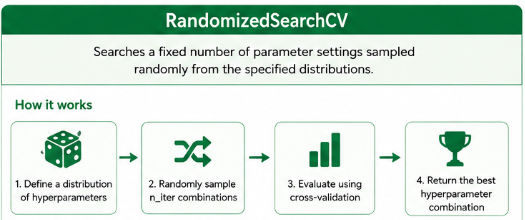 RandomizedSearchCV
Searches a fixed number of parameter settings sampled
randomly from the specified distributions.
How it works
1. Define a distribution
of hyperparameters
2. Randomly sample
n_iter combinations
3. Evaluate using
cross-validation
4. Return the best
hyperparameter
combination